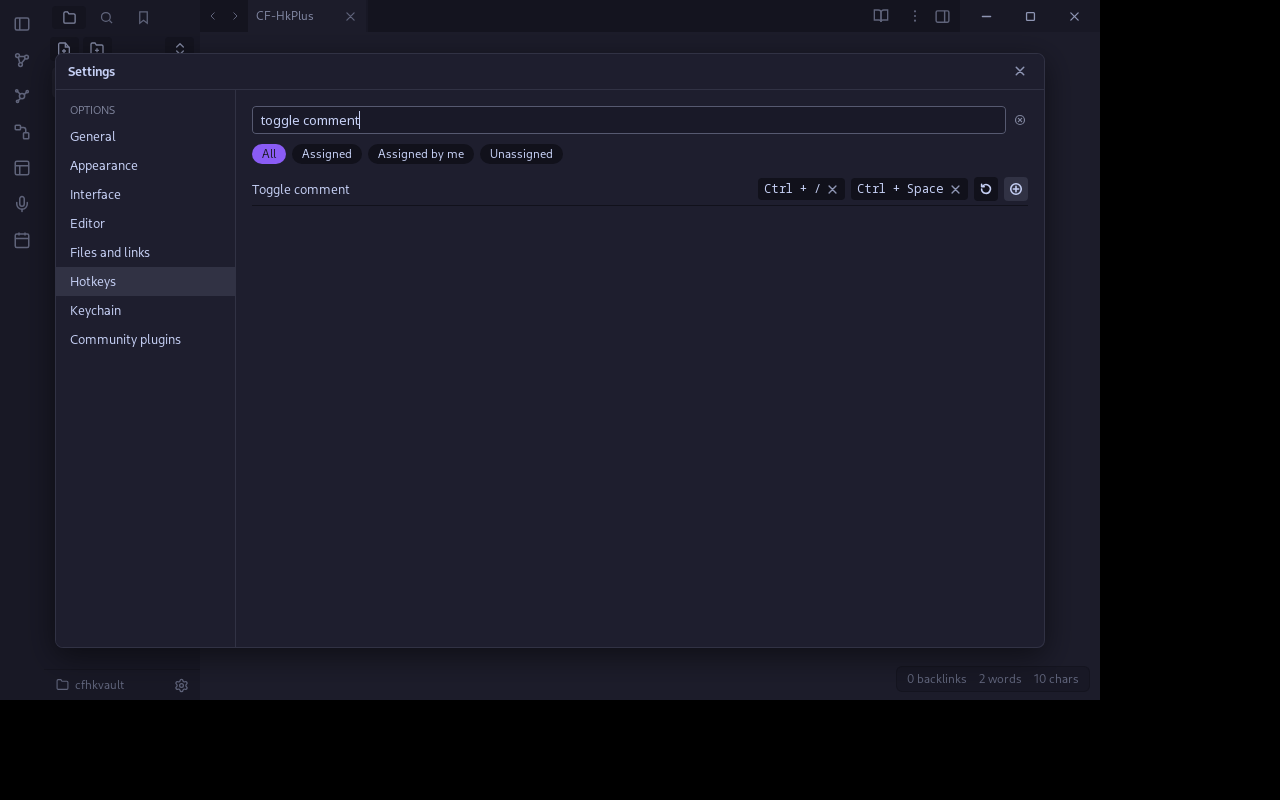 CF-HkPlus
Settings
OPTIONS
General
Appearance
Interface
Editor
Files and links
Hotkeys
Keychain
Community plugins
toggle comment
All
Assigned
Assigned by me
Unassigned
Toggle comment
Ctrl + /
Ctrl + Space
cfhkvault
0 backlinks
2 words
10 chars